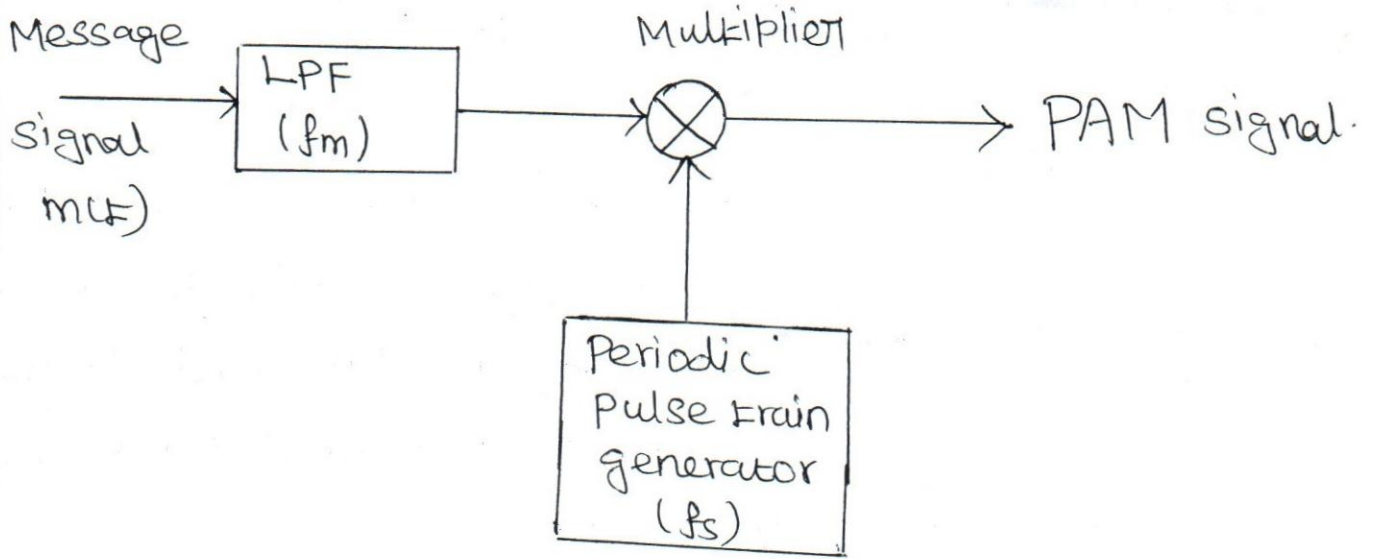 Message
signal
m(t)
LPF
(fm)
Multiplier
PAM signal.
Periodic
Pulse train
generator
(fs)